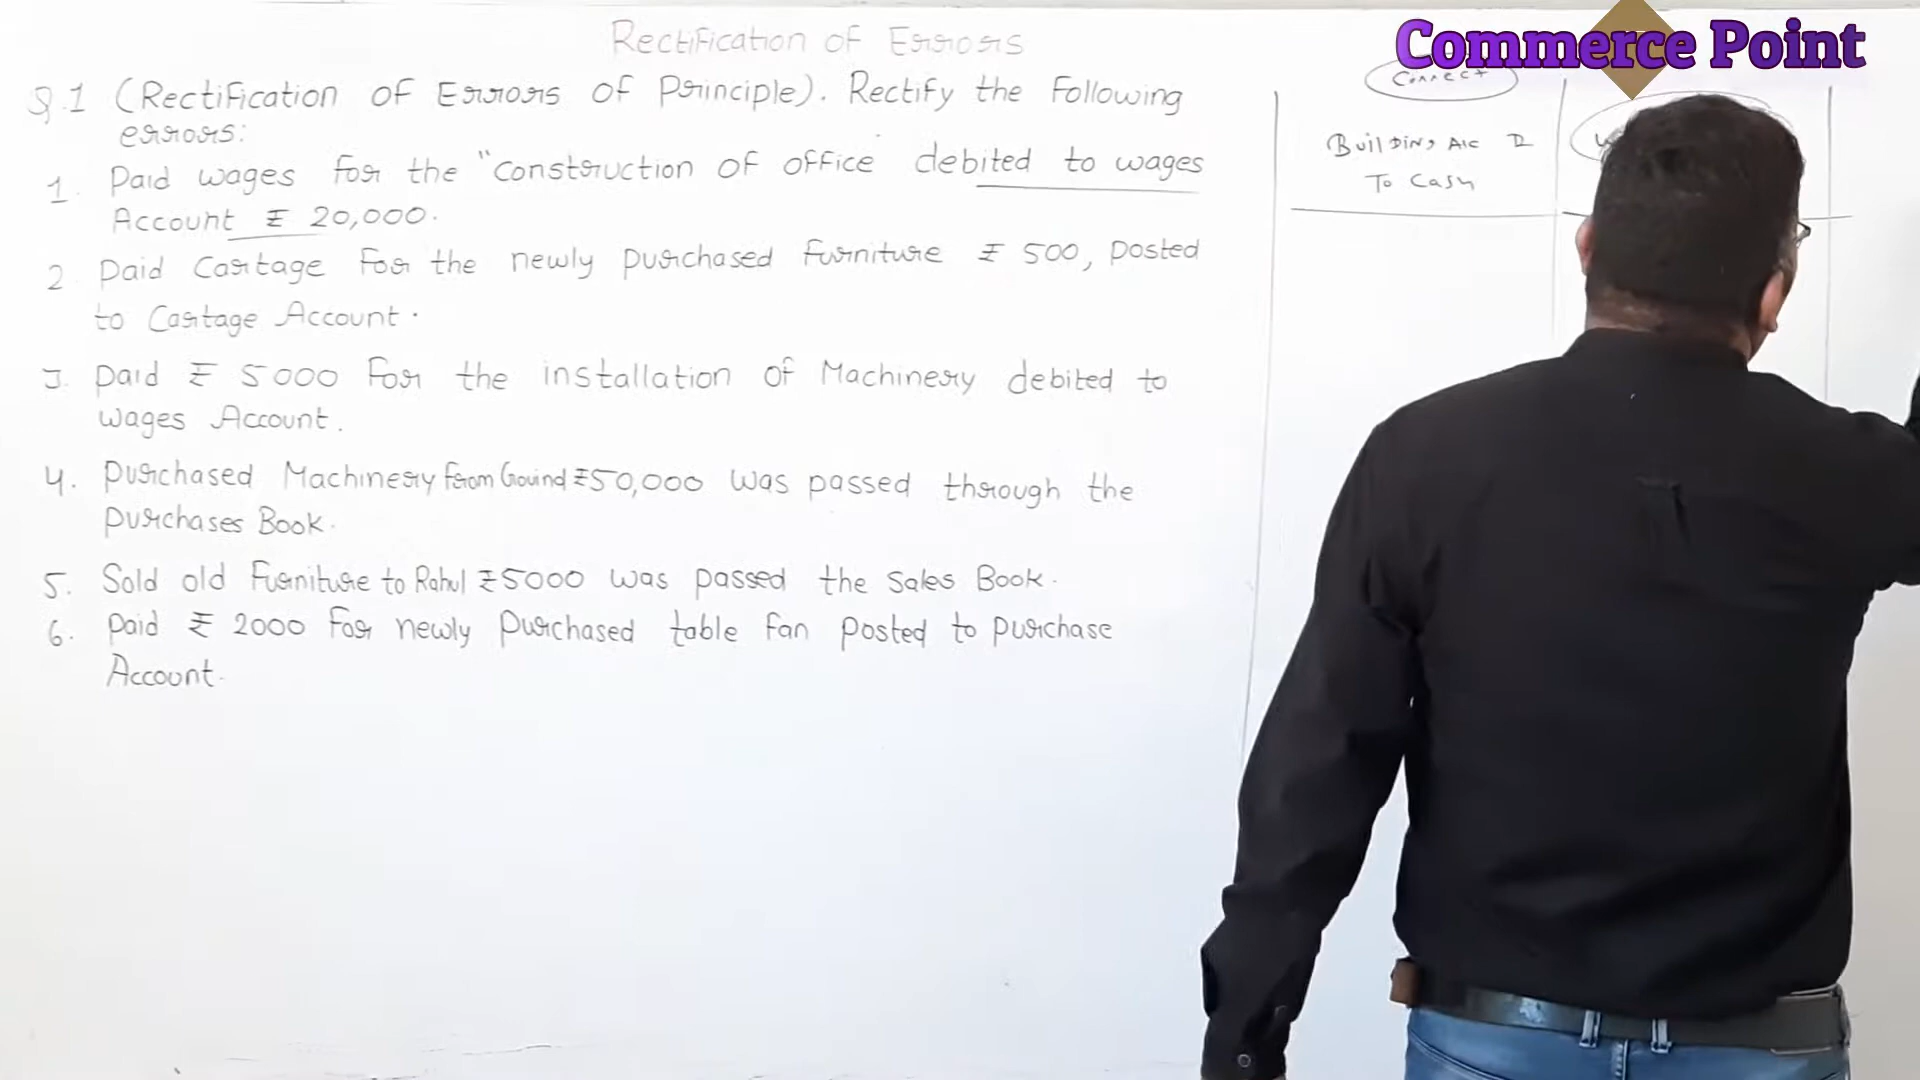 Rectification of Errors
Commerce Point
Q.1 (Rectification of Errors of Principle). Rectify the Following
errors:
1. Paid wages for the "construction of office debited to wages
Account ₹ 20,000.
2. Paid Cartage For the newly purchased furniture ₹ 500, posted
to Cartage Account.
3. Paid ₹ 5000 For the installation of Machinery debited to
wages Account.
4. Purchased Machinery from Govind ₹50,000 was passed through the
purchases Book.
5. Sold old Furniture to Rahul ₹5000 was passed the sales Book.
6. Paid ₹ 2000 For newly purchased table fan posted to purchase
Account.
Correct
Building A/c D
To Cash